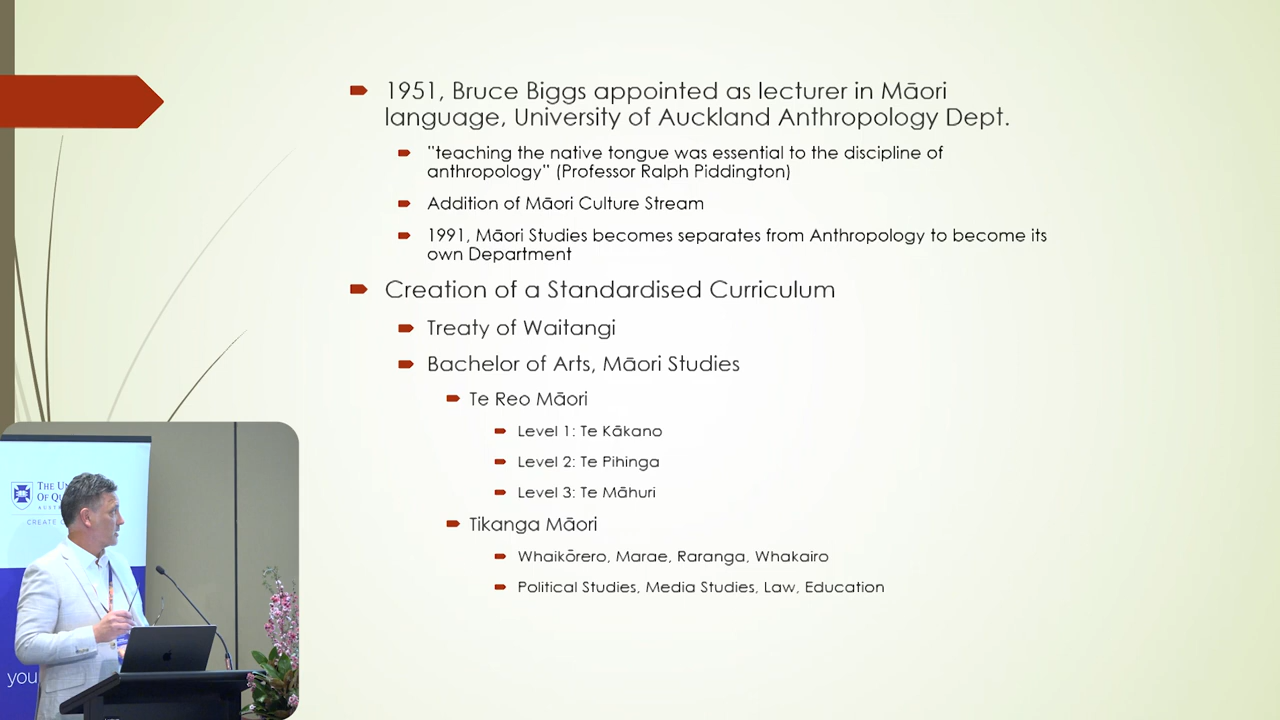 1951, Bruce Biggs appointed as lecturer in Māori
language, University of Auckland Anthropology Dept.
"teaching the native tongue was essential to the discipline of
anthropology" (Professor Ralph Piddington)
Addition of Māori Culture Stream
1991, Māori Studies becomes separates from Anthropology to become its
own Department
Creation of a Standardised Curriculum
Treaty of Waitangi
Bachelor of Arts, Māori Studies
Te Reo Māori
Level 1: Te Kākano
Level 2: Te Pihinga
Level 3: Te Māhuri
Tikanga Māori
Whaikōrero, Marae, Raranga, Whakairo
Political Studies, Media Studies, Law, Education
THE
CREATE
you